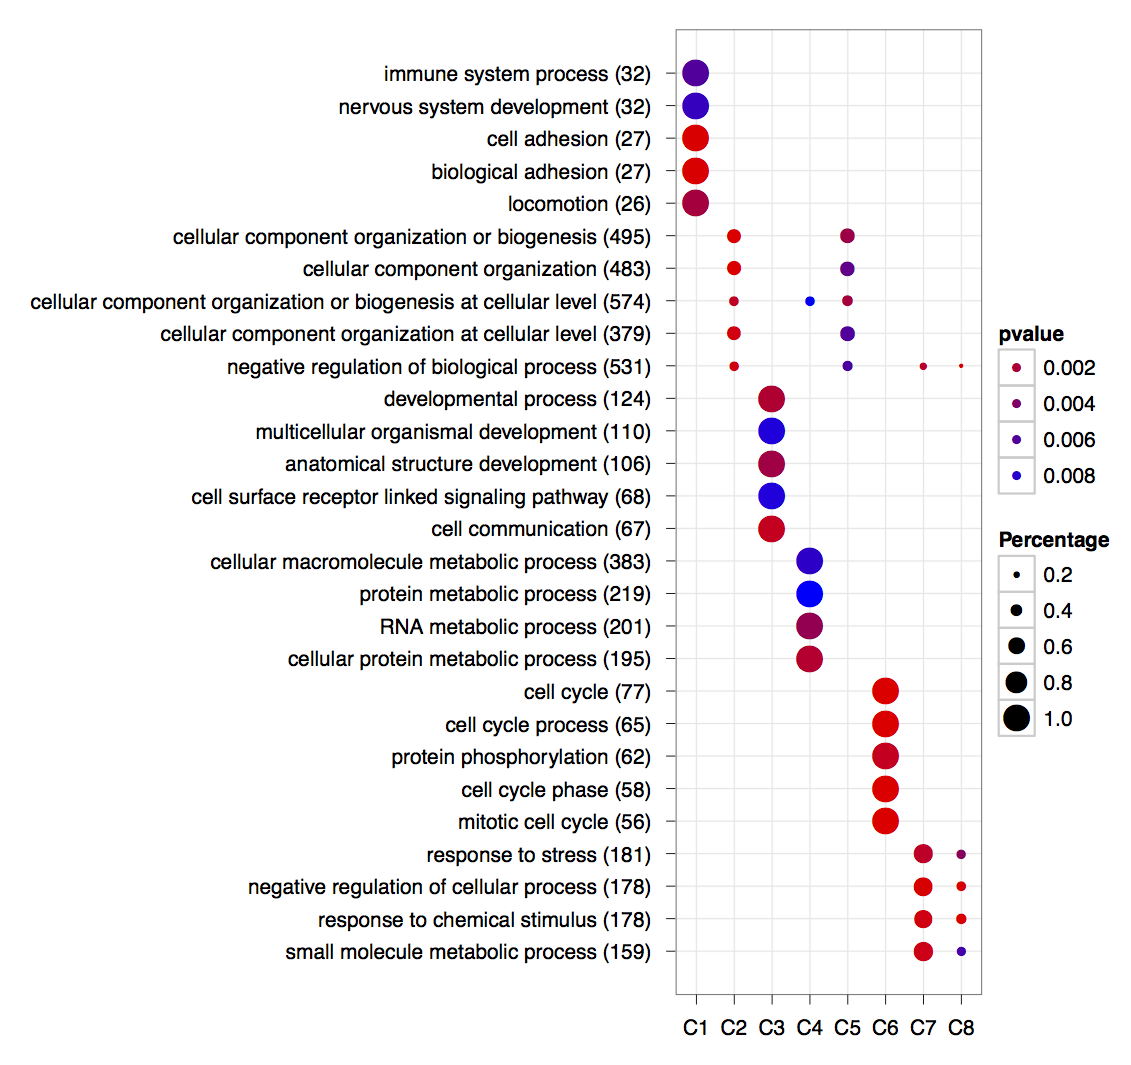 immune system process (32)
nervous system development (32)
cell adhesion (27)
biological adhesion (27)
locomotion (26)
cellular component organization or biogenesis (495)
cellular component organization (483)
cellular component organization or biogenesis at cellular level (574)
cellular component organization at cellular level (379)
negative regulation of biological process (531)
developmental process (124)
multicellular organismal development (110)
anatomical structure development (106)
cell surface receptor linked signaling pathway (68)
cell communication (67)
cellular macromolecule metabolic process (383)
protein metabolic process (219)
RNA metabolic process (201)
cellular protein metabolic process (195)
cell cycle (77)
cell cycle process (65)
protein phosphorylation (62)
cell cycle phase (58)
mitotic cell cycle (56)
response to stress (181)
negative regulation of cellular process (178)
response to chemical stimulus (178)
small molecule metabolic process (159)
C1 C2 C3 C4 C5 C6 C7 C8
pvalue
0.002
0.004
0.006
0.008
Percentage
0.2
0.4
0.6
0.8
1.0